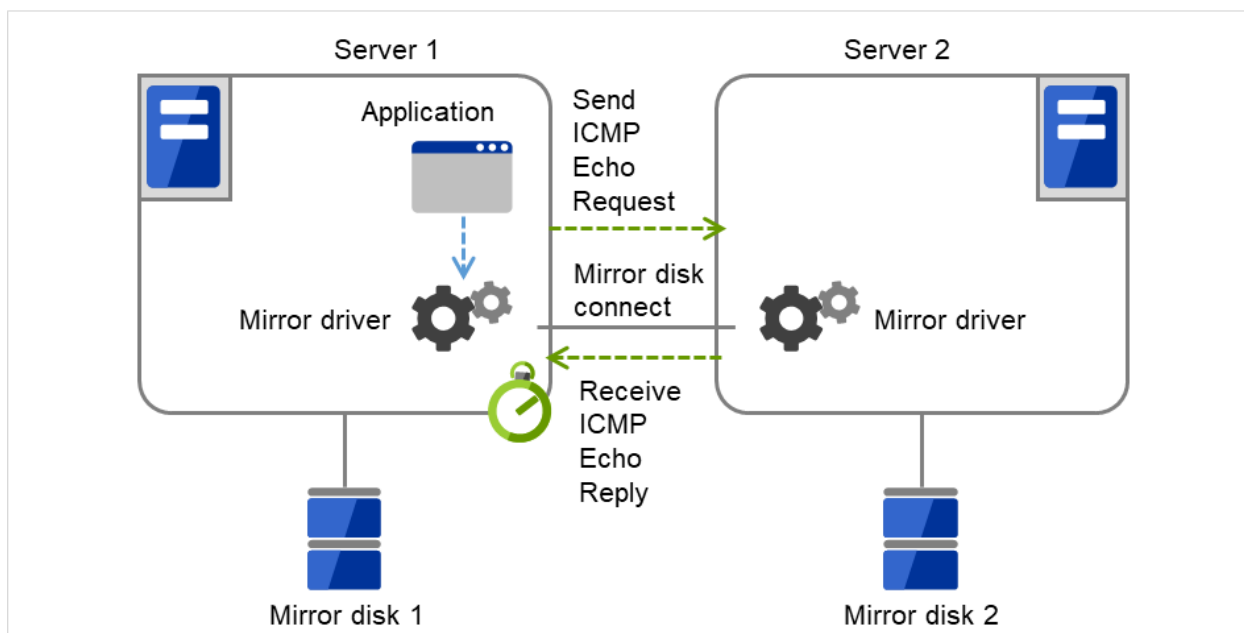 Server 1
Server 2
Application
Send
ICMP
Echo
Request
Mirror disk
connect
Mirror driver
Mirror driver
Receive
ICMP
Echo
Reply
Mirror disk 1
Mirror disk 2